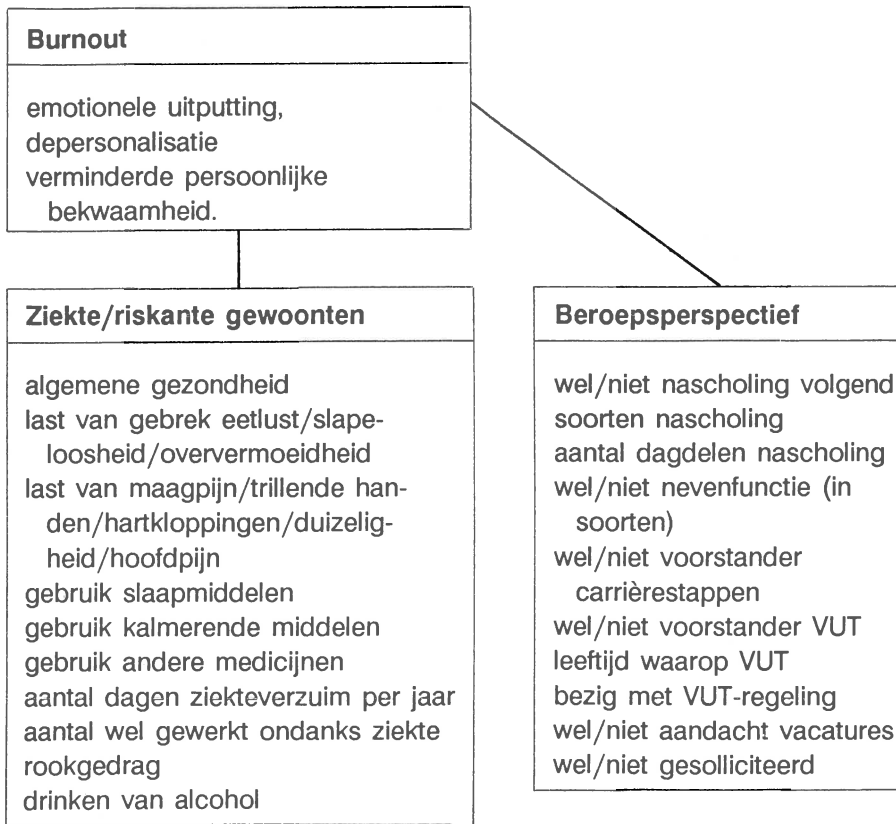 Burnout
emotionele uitputting,
depersonalisatie
verminderde persoonlijke
bekwaamheid.
Ziekte/riskante gewoonten
algemene gezondheid
last van gebrek eetlust/slape-
loosheid/oververmoeidheid
last van maagpijn/trillende han-
den/hartkloppingen/duizelig-
heid/hoofdpijn
gebruik slaapmiddelen
gebruik kalmerende middelen
gebruik andere medicijnen
aantal dagen ziekteverzuim per jaar
aantal wel gewerkt ondanks ziekte
rookgedrag
drinken van alcohol
Beroepsperspectief
wel/niet nascholing volgend
soorten nascholing
aantal dagdelen nascholing
wel/niet nevenfunctie (in
soorten)
wel/niet voorstander
carrièrestappen
wel/niet voorstander VUT
leeftijd waarop VUT
bezig met VUT-regeling
wel/niet aandacht vacatures
wel/niet gesolliciteerd